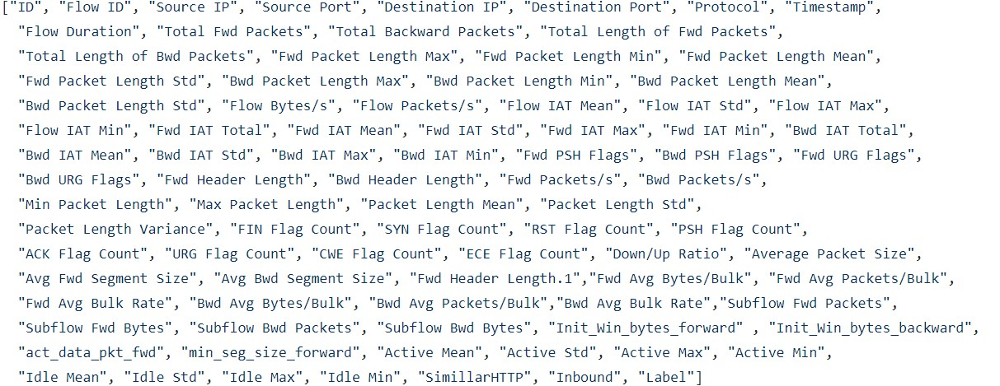 ["ID", "Flow ID", "Source IP", "Source Port", "Destination IP", "Destination Port", "Protocol", "Timestamp",
"Flow Duration", "Total Fwd Packets", "Total Backward Packets", "Total Length of Fwd Packets",
"Total Length of Bwd Packets", "Fwd Packet Length Max", "Fwd Packet Length Min", "Fwd Packet Length Mean",
"Fwd Packet Length Std", "Bwd Packet Length Max", "Bwd Packet Length Min", "Bwd Packet Length Mean",
"Bwd Packet Length Std", "Flow Bytes/s", "Flow Packets/s", "Flow IAT Mean", "Flow IAT Std", "Flow IAT Max",
"Flow IAT Min", "Fwd IAT Total", "Fwd IAT Mean", "Fwd IAT Std", "Fwd IAT Max", "Fwd IAT Min", "Bwd IAT Total",
"Bwd IAT Mean", "Bwd IAT Std", "Bwd IAT Max", "Bwd IAT Min", "Fwd PSH Flags", "Bwd PSH Flags", "Fwd URG Flags",
"Bwd URG Flags", "Fwd Header Length", "Bwd Header Length", "Fwd Packets/s", "Bwd Packets/s",
"Min Packet Length", "Max Packet Length", "Packet Length Mean", "Packet Length Std",
"Packet Length Variance", "FIN Flag Count", "SYN Flag Count", "RST Flag Count", "PSH Flag Count",
"ACK Flag Count", "URG Flag Count", "CWE Flag Count", "ECE Flag Count", "Down/Up Ratio", "Average Packet Size",
"Avg Fwd Segment Size", "Avg Bwd Segment Size", "Fwd Header Length.1","Fwd Avg Bytes/Bulk", "Fwd Avg Packets/Bulk",
"Fwd Avg Bulk Rate", "Bwd Avg Bytes/Bulk", "Bwd Avg Packets/Bulk","Bwd Avg Bulk Rate","Subflow Fwd Packets",
"Subflow Fwd Bytes", "Subflow Bwd Packets", "Subflow Bwd Bytes", "Init_Win_bytes_forward" , "Init_Win_bytes_backward",
"act_data_pkt_fwd", "min_seg_size_forward", "Active Mean", "Active Std", "Active Max", "Active Min",
"Idle Mean", "Idle Std", "Idle Max", "Idle Min", "SimillarHTTP", "Inbound", "Label"]